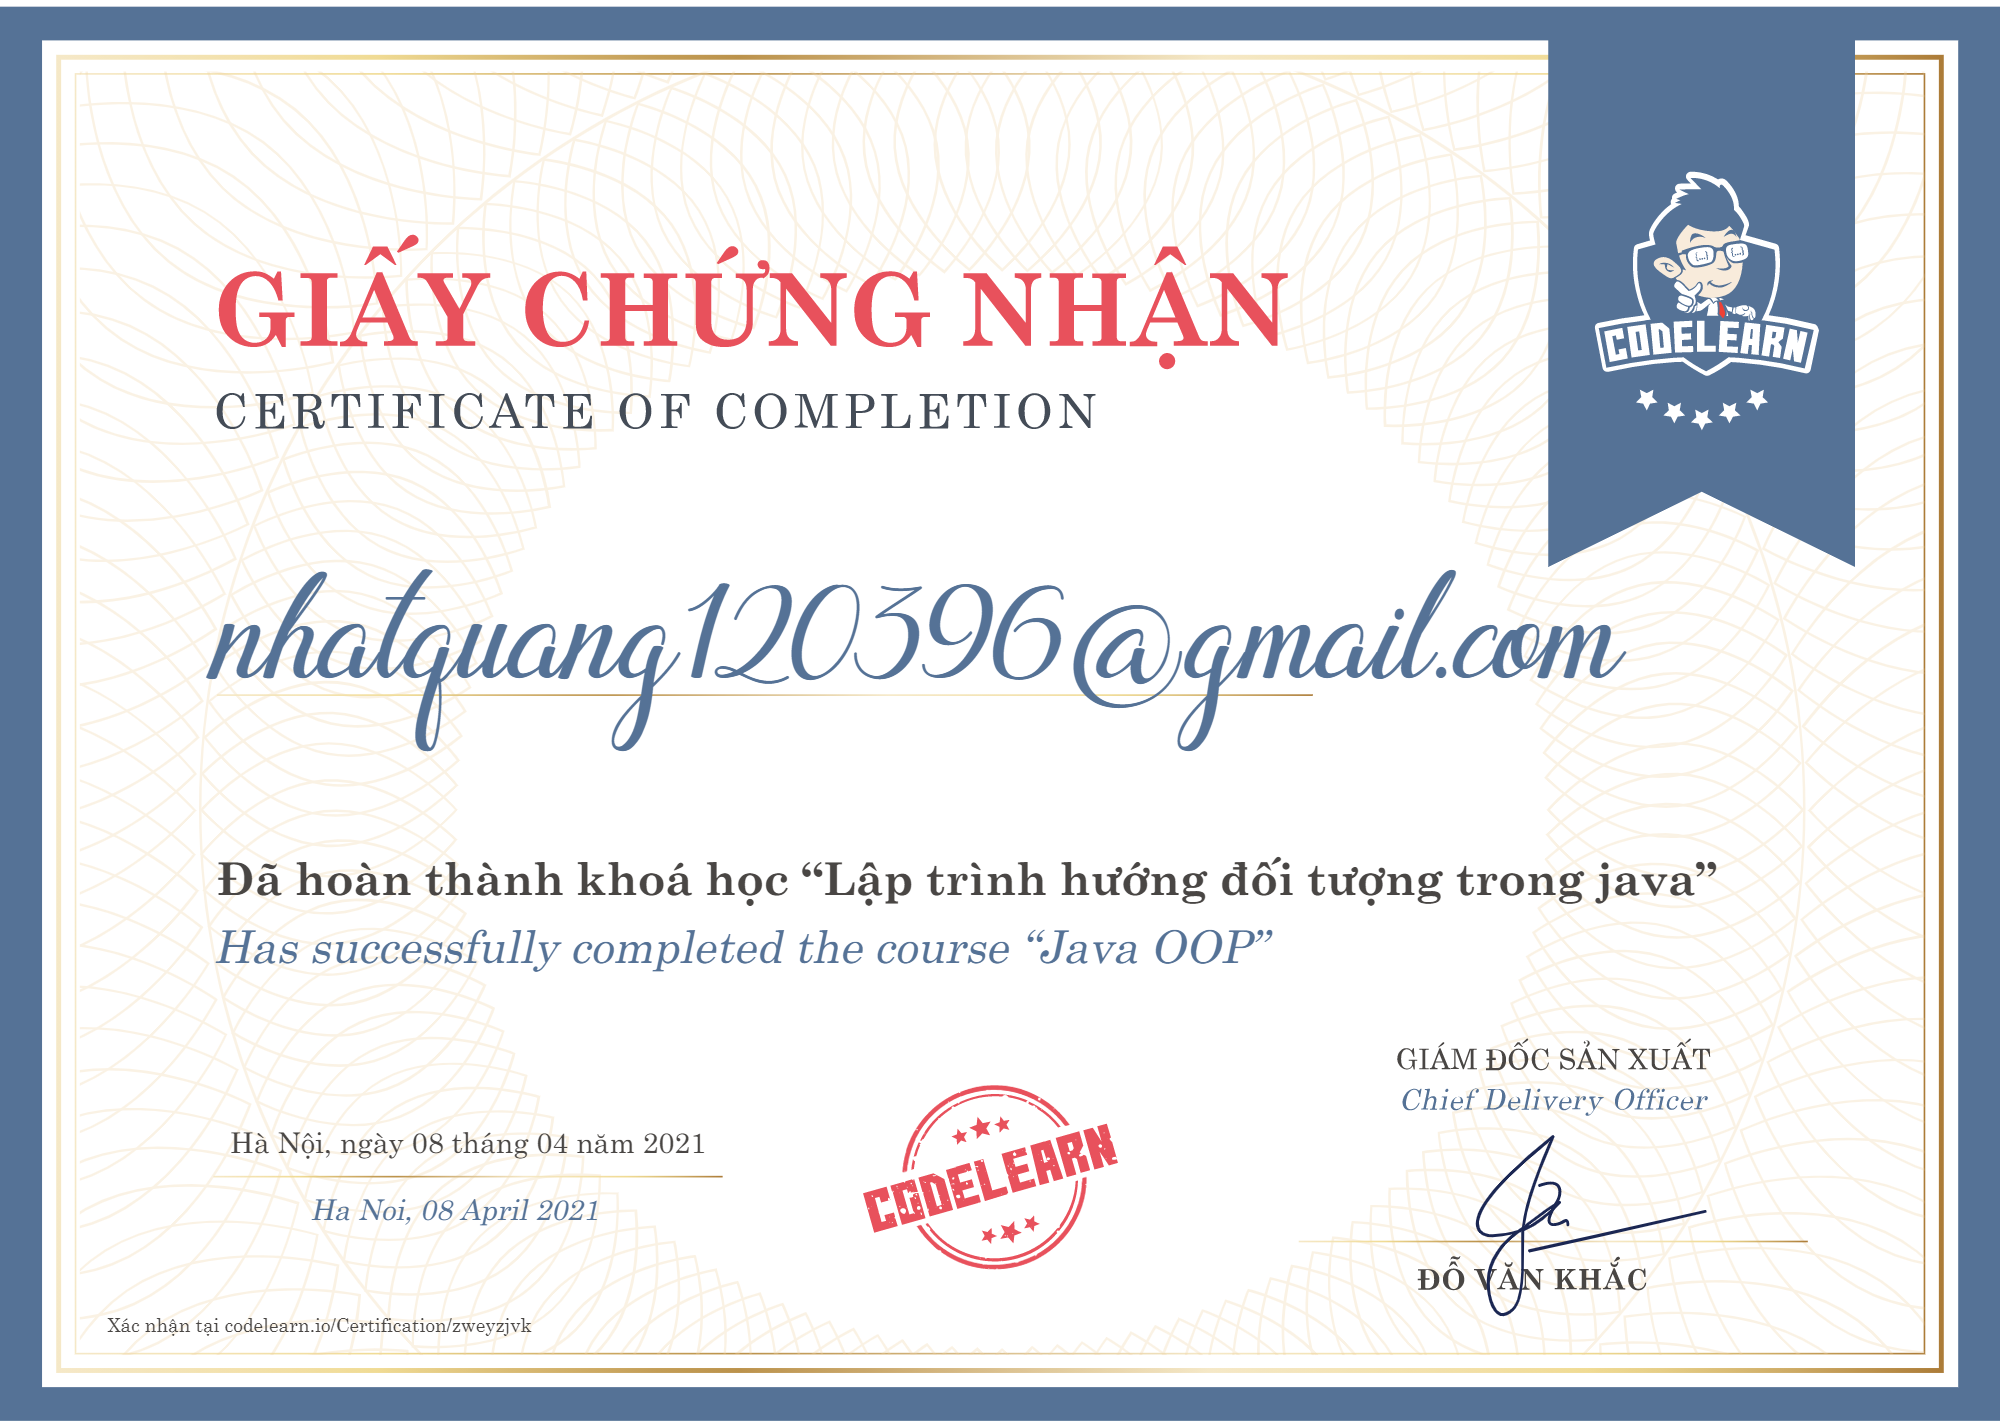 GIẤY CHỨNG NHẬN
CERTIFICATE OF COMPLETION
CODELEARN
nhatquang120396@gmail.com
Đã hoàn thành khoá học “Lập trình hướng đối tượng trong java”
Has successfully completed the course “Java OOP”
GIÁM ĐỐC SẢN XUẤT
Chief Delivery Officer
Hà Nội, ngày 08 tháng 04 năm 2021
Ha Noi, 08 April 2021
CODELEARN
ĐỖ VĂN KHẮC
Xác nhận tại codelearn.io/Certification/zweyzjvk